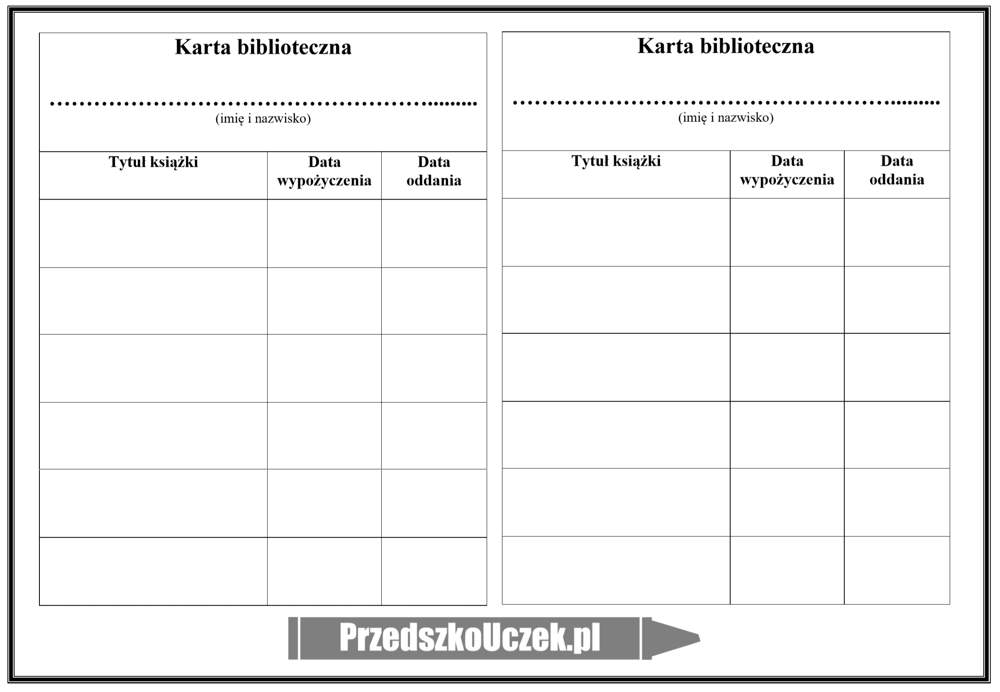 Karta biblioteczna
......................................................................
(imię i nazwisko)
Tytuł książki
Data
wypożyczenia
Data
oddania
Karta biblioteczna
......................................................................
(imię i nazwisko)
Tytuł książki
Data
wypożyczenia
Data
oddania
PrzedszkoUczek.pl